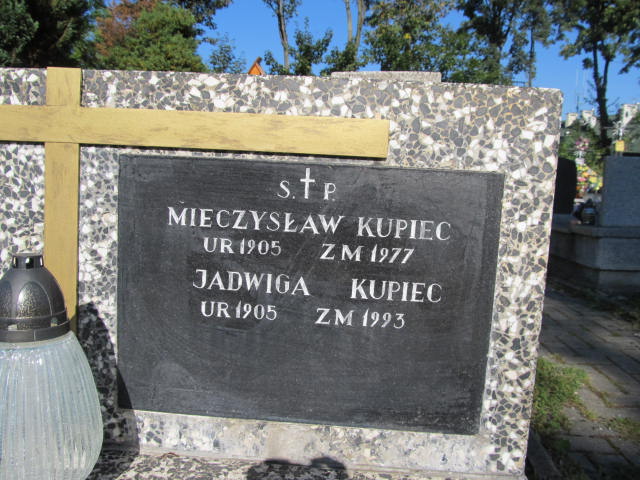 S.†P.
MIECZYSŁAW KUPIEC
UR 1905 ZM 1977
JADWIGA KUPIEC
UR 1905 ZM 1993